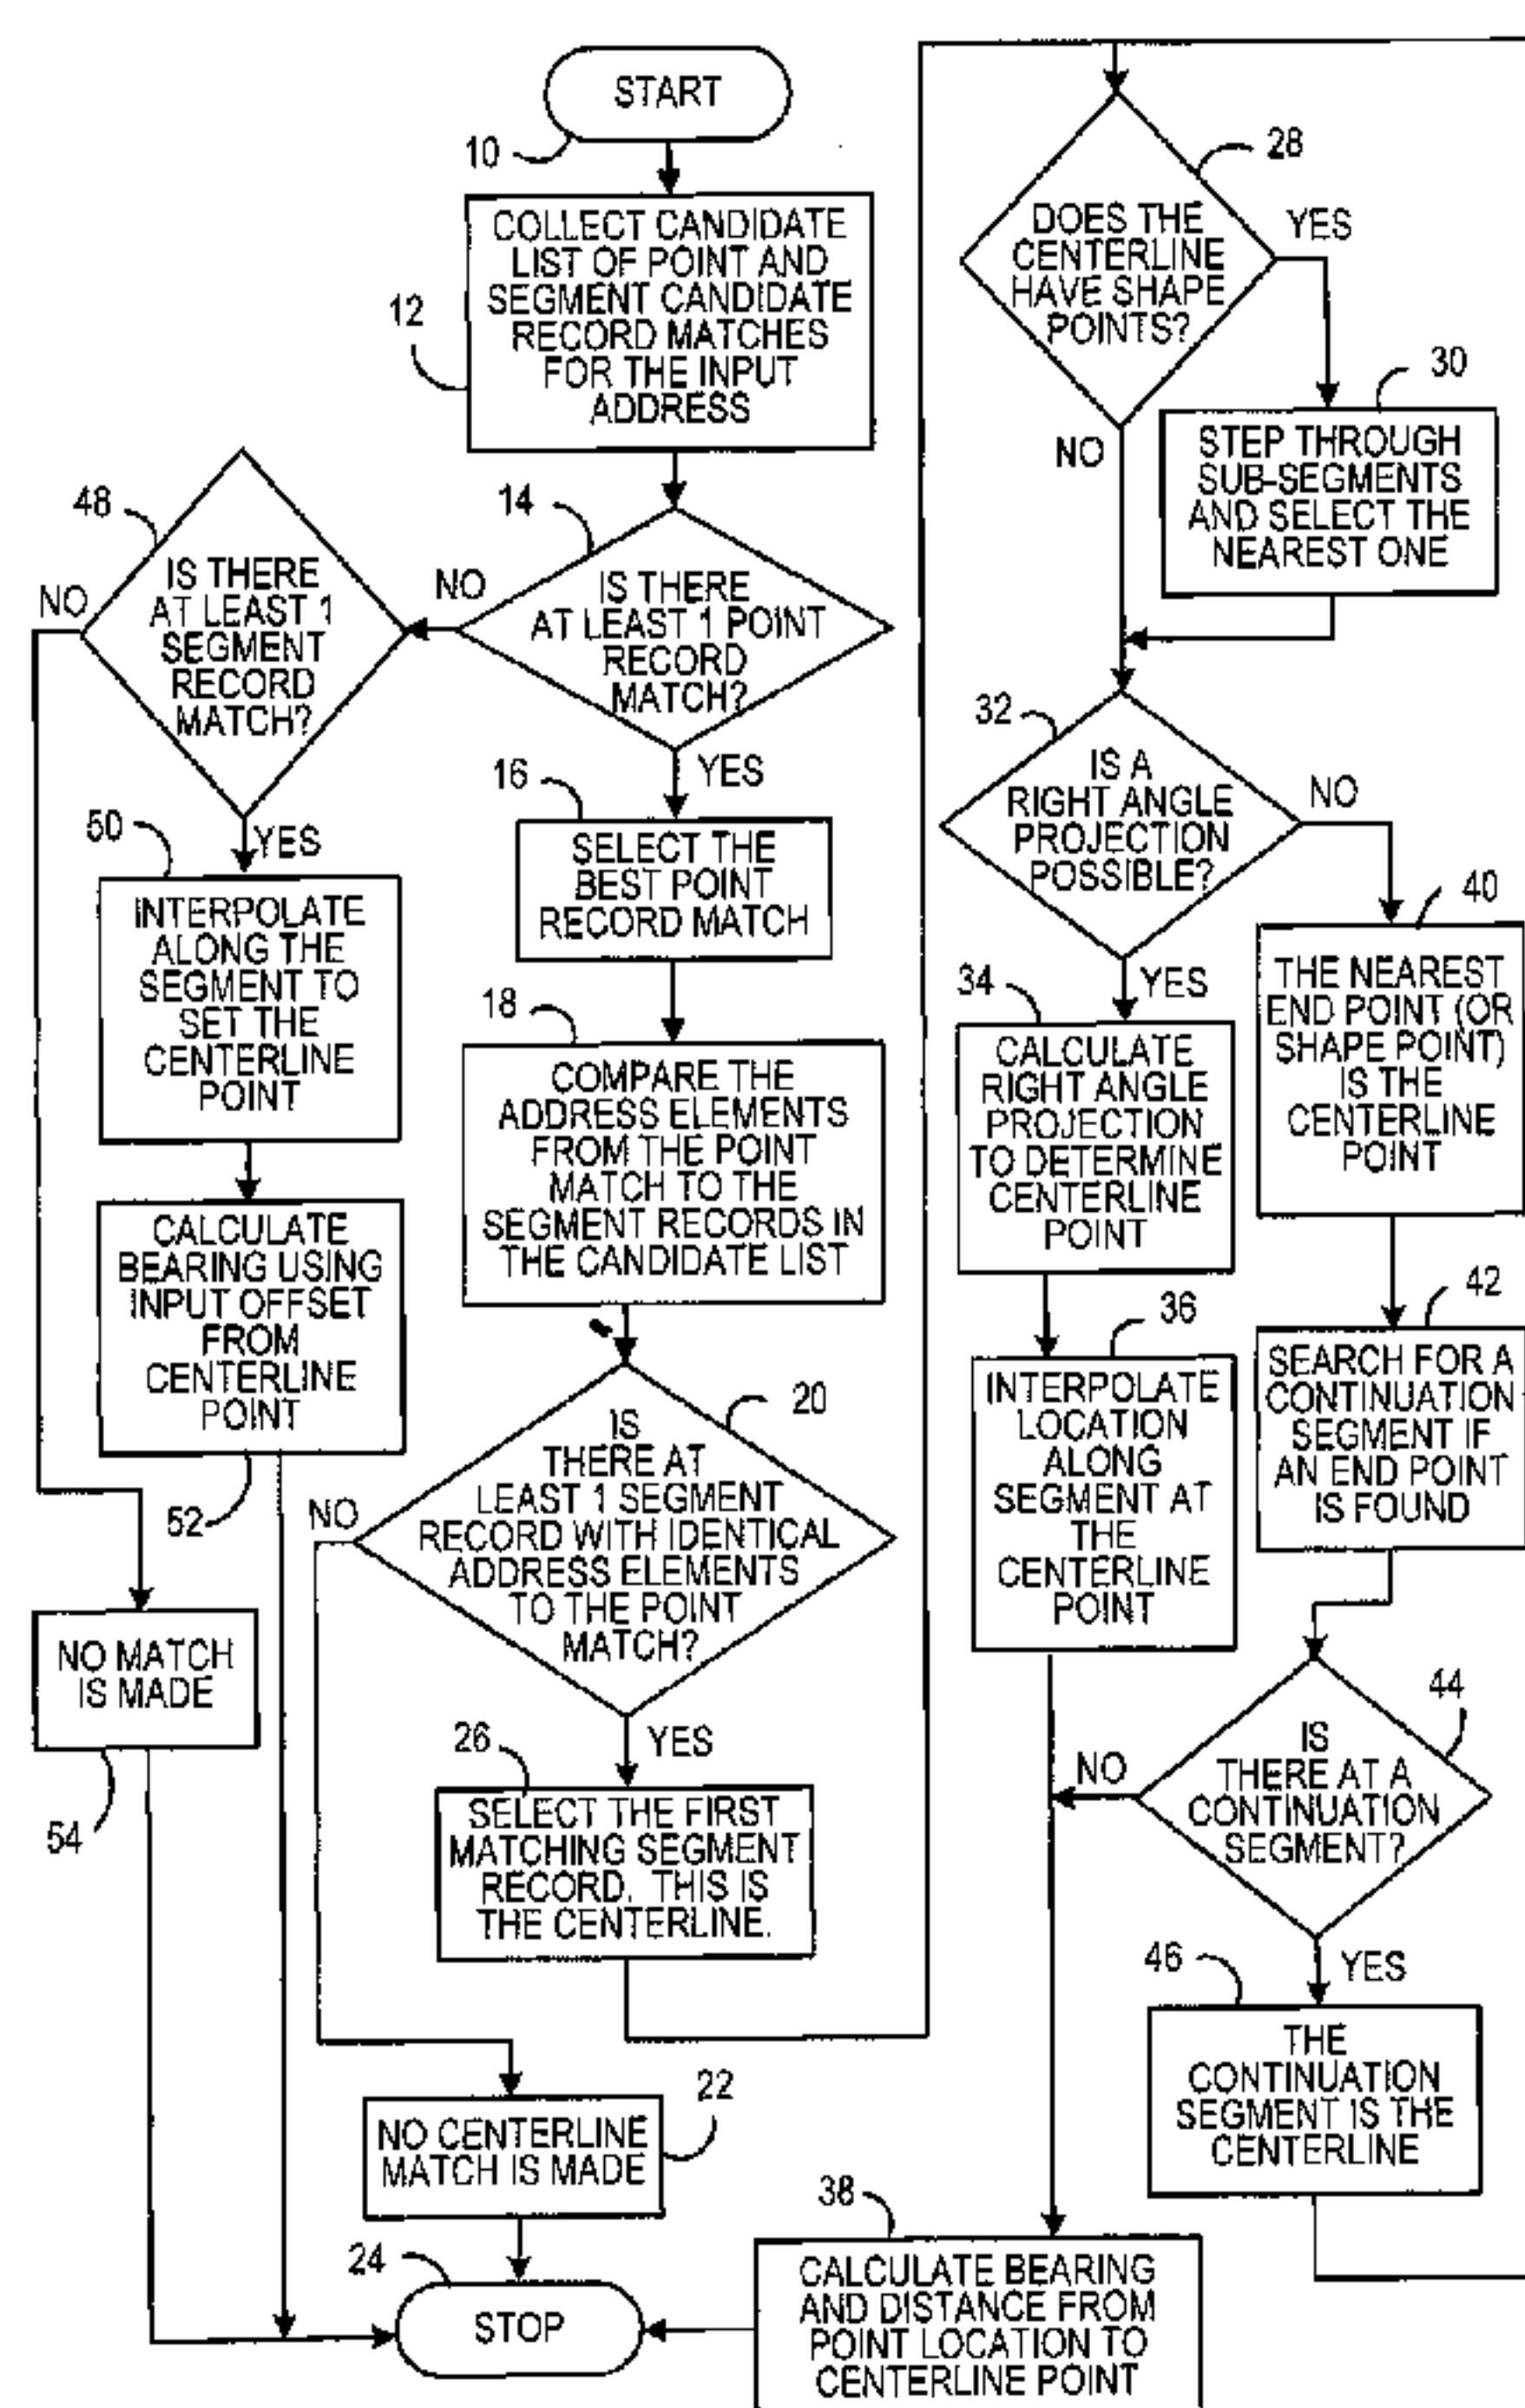 START
10
COLLECT CANDIDATE
LIST OF POINT AND
SEGMENT CANDIDATE
RECORD MATCHES
FOR THE INPUT
ADDRESS
12
14
IS THERE
AT LEAST 1 POINT
RECORD
MATCH?
NO
YES
48
IS THERE
AT LEAST 1
SEGMENT
RECORD
MATCH?
NO
YES
50
INTERPOLATE
ALONG THE
SEGMENT TO
SET THE
CENTERLINE
POINT
CALCULATE
BEARING USING
INPUT OFFSET
FROM
CENTERLINE
POINT
52
NO MATCH
IS MADE
54
16
SELECT THE
BEST POINT
RECORD MATCH
18
COMPARE THE
ADDRESS ELEMENTS
FROM THE POINT
MATCH TO THE
SEGMENT RECORDS IN
THE CANDIDATE LIST
20
IS
THERE AT
LEAST 1 SEGMENT
RECORD WITH IDENTICAL
ADDRESS ELEMENTS
TO THE POINT
MATCH?
NO
YES
26
SELECT THE FIRST
MATCHING SEGMENT
RECORD. THIS IS
THE CENTERLINE.
22
NO CENTERLINE
MATCH IS MADE
24
STOP
28
DOES THE
CENTERLINE
HAVE SHAPE
POINTS?
YES
NO
30
STEP THROUGH
SUB-SEGMENTS
AND SELECT THE
NEAREST ONE
32
IS A
RIGHT ANGLE
PROJECTION
POSSIBLE?
NO
YES
34
CALCULATE
RIGHT ANGLE
PROJECTION
TO DETERMINE
CENTERLINE
POINT
36
INTERPOLATE
LOCATION
ALONG
SEGMENT AT
THE
CENTERLINE
POINT
40
THE NEAREST
END POINT (OR
SHAPE POINT)
IS THE
CENTERLINE
POINT
42
SEARCH FOR A
CONTINUATION
SEGMENT IF
AN END POINT
IS FOUND
44
IS
THERE AT A
CONTINUATION
SEGMENT?
NO
YES
46
THE
CONTINUATION
SEGMENT IS THE
CENTERLINE
38
CALCULATE BEARING
AND DISTANCE FROM
POINT LOCATION TO
CENTERLINE POINT